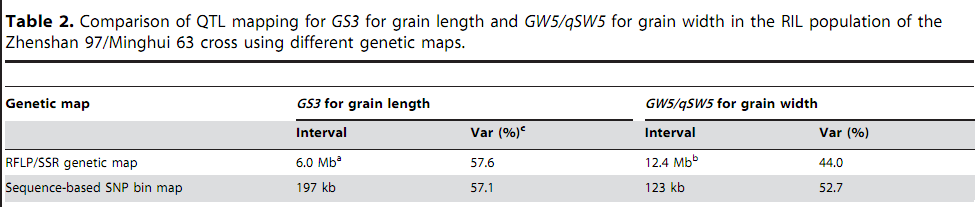 Table 2. Comparison of QTL mapping for GS3 for grain length and GW5/qSW5 for grain width in the RIL population of the
Zhenshan 97/Minghui 63 cross using different genetic maps.
Genetic map GS3 for grain length GW5/qSW5 for grain width
Interval Var (%)c Interval Var (%)
RFLP/SSR genetic map 6.0 Mba 57.6 12.4 Mbb 44.0
Sequence-based SNP bin map 197 kb 57.1 123 kb 52.7